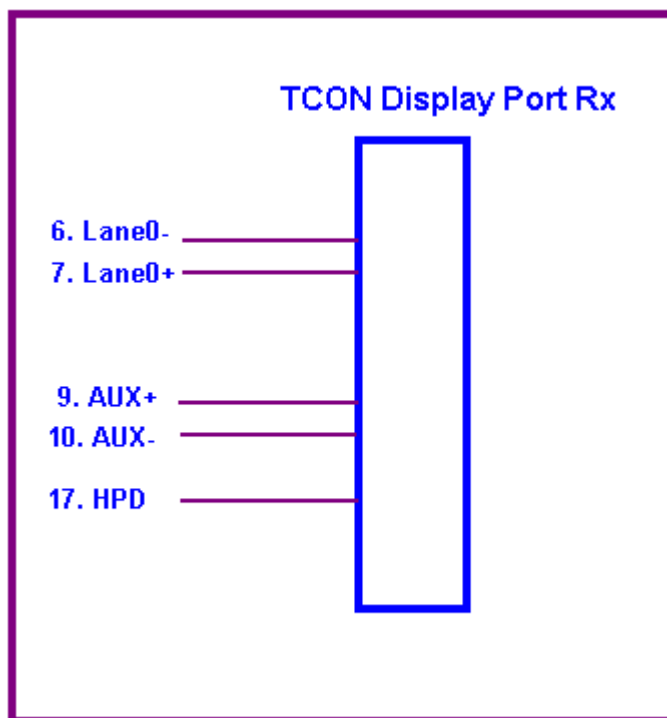 TCON Display Port Rx
6. Lane0-
7. Lane0+
9. AUX+
10. AUX-
17. HPD